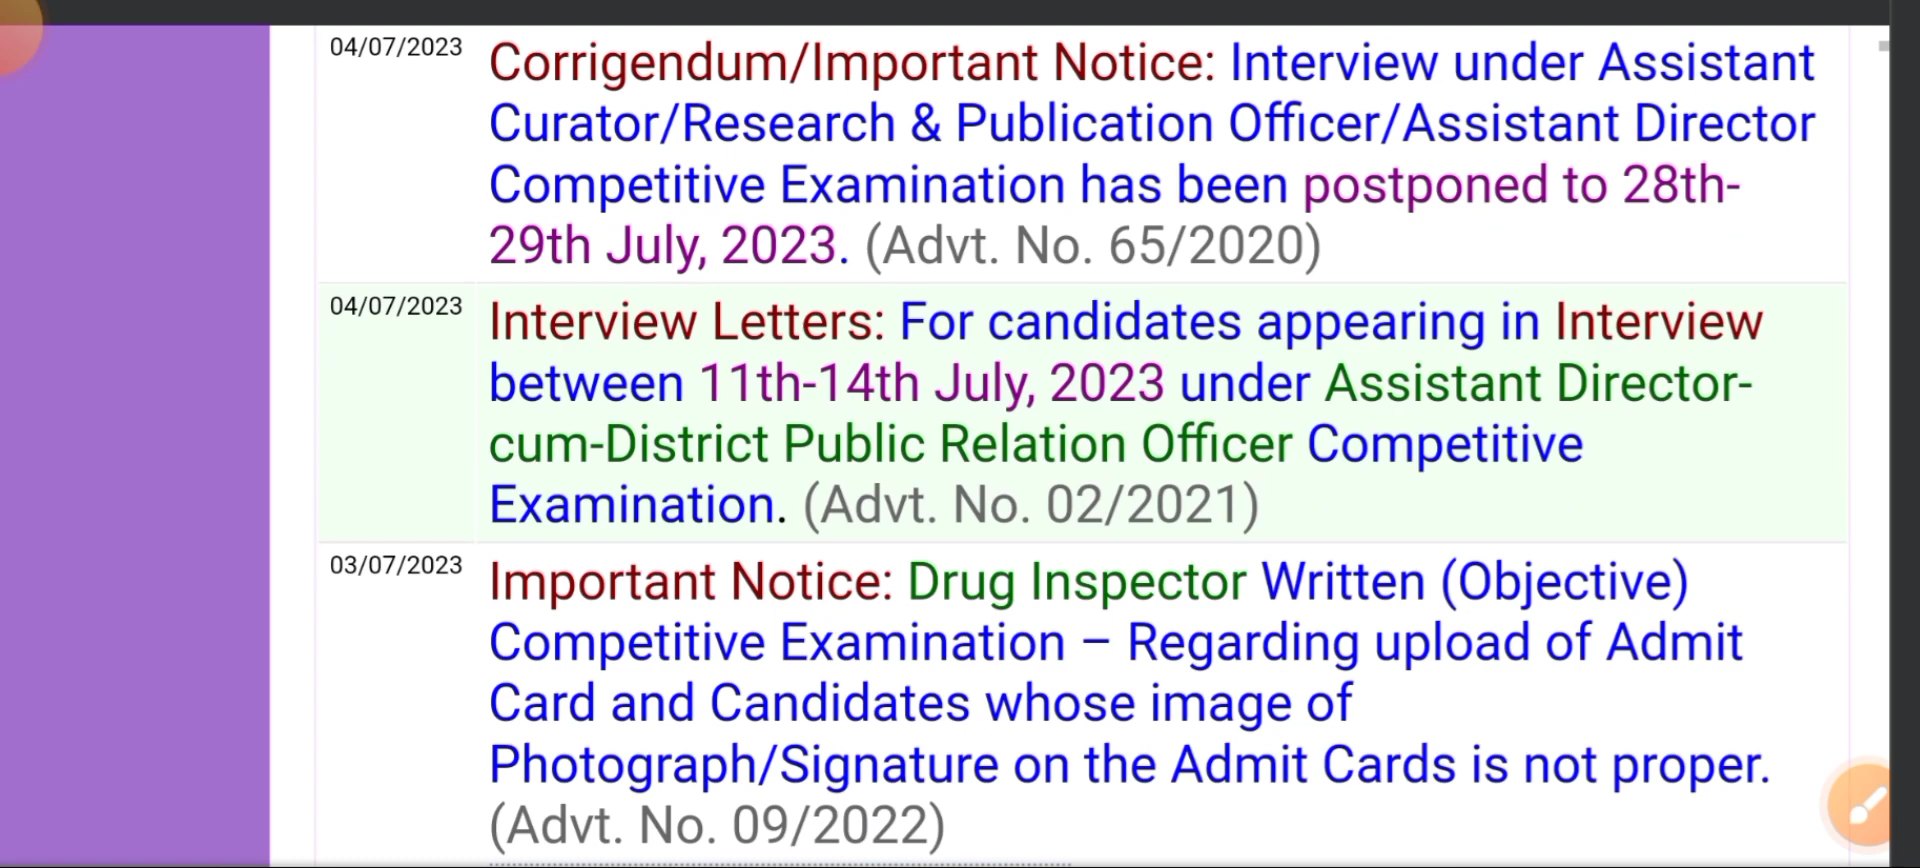 04/07/2023
Corrigendum/Important Notice: Interview under Assistant
Curator/Research & Publication Officer/Assistant Director
Competitive Examination has been postponed to 28th-
29th July, 2023. (Advt. No. 65/2020)
04/07/2023
Interview Letters: For candidates appearing in Interview
between 11th-14th July, 2023 under Assistant Director-
cum-District Public Relation Officer Competitive
Examination. (Advt. No. 02/2021)
03/07/2023
Important Notice: Drug Inspector Written (Objective)
Competitive Examination – Regarding upload of Admit
Card and Candidates whose image of
Photograph/Signature on the Admit Cards is not proper.
(Advt. No. 09/2022)